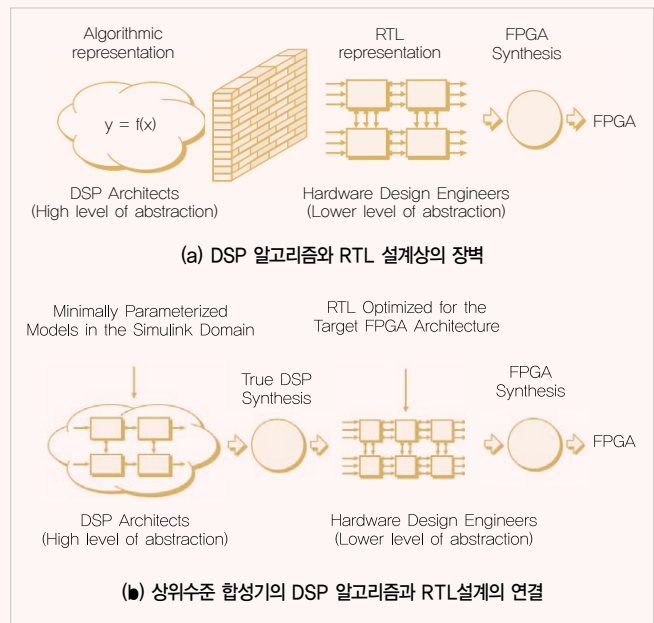 Algorithmic
representation
RTL
representation
FPGA
Synthesis
y = f(x)
FPGA
DSP Architects
(High level of abstraction)
Hardware Design Engineers
(Lower level of abstraction)
(a) DSP 알고리즘와 RTL 설계상의 장벽
Minimally Parameterized
Models in the Simulink Domain
RTL Optimized for the
Target FPGA Architecture
True DSP
Synthesis
FPGA
Synthesis
FPGA
DSP Architects
(High level of abstraction)
Hardware Design Engineers
(Lower level of abstraction)
(b) 상위수준 합성기의 DSP 알고리즘과 RTL설계의 연결